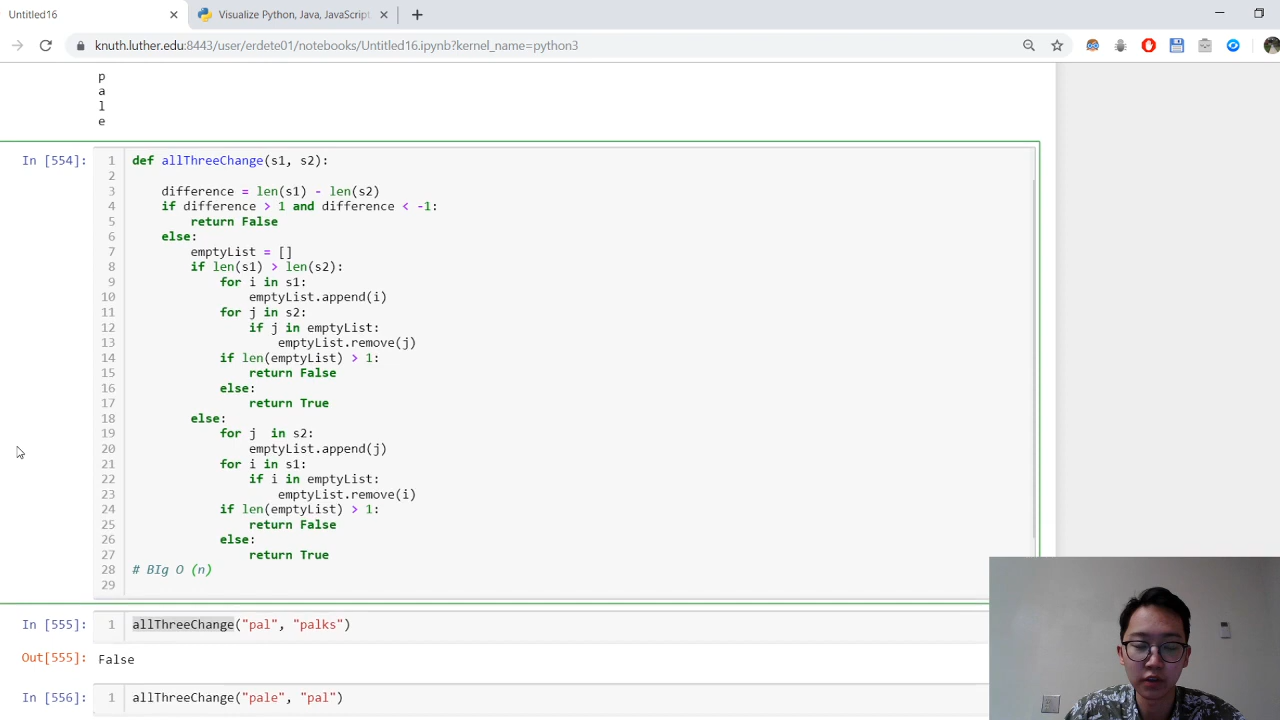 Untitled16
Visualize Python, Java, JavaScript
knuth.luther.edu:8443/user/erdete01/notebooks/Untitled16.ipynb?kernel_name=python3
p
a
l
e
In [554]:
1 def allThreeChange(s1, s2):
2
3 difference = len(s1) - len(s2)
4 if difference > 1 and difference < -1:
5 return False
6 else:
7 emptyList = []
8 if len(s1) > len(s2):
9 for i in s1:
10 emptyList.append(i)
11 for j in s2:
12 if j in emptyList:
13 emptyList.remove(j)
14 if len(emptyList) > 1:
15 return False
16 else:
17 return True
18 else:
19 for j  in s2:
20 emptyList.append(j)
21 for i in s1:
22 if i in emptyList:
23 emptyList.remove(i)
24 if len(emptyList) > 1:
25 return False
26 else:
27 return True
28 # BIg O (n)
29
In [555]: 1 allThreeChange("pal", "palks")
Out[555]: False
In [556]: 1 allThreeChange("pale", "pal")